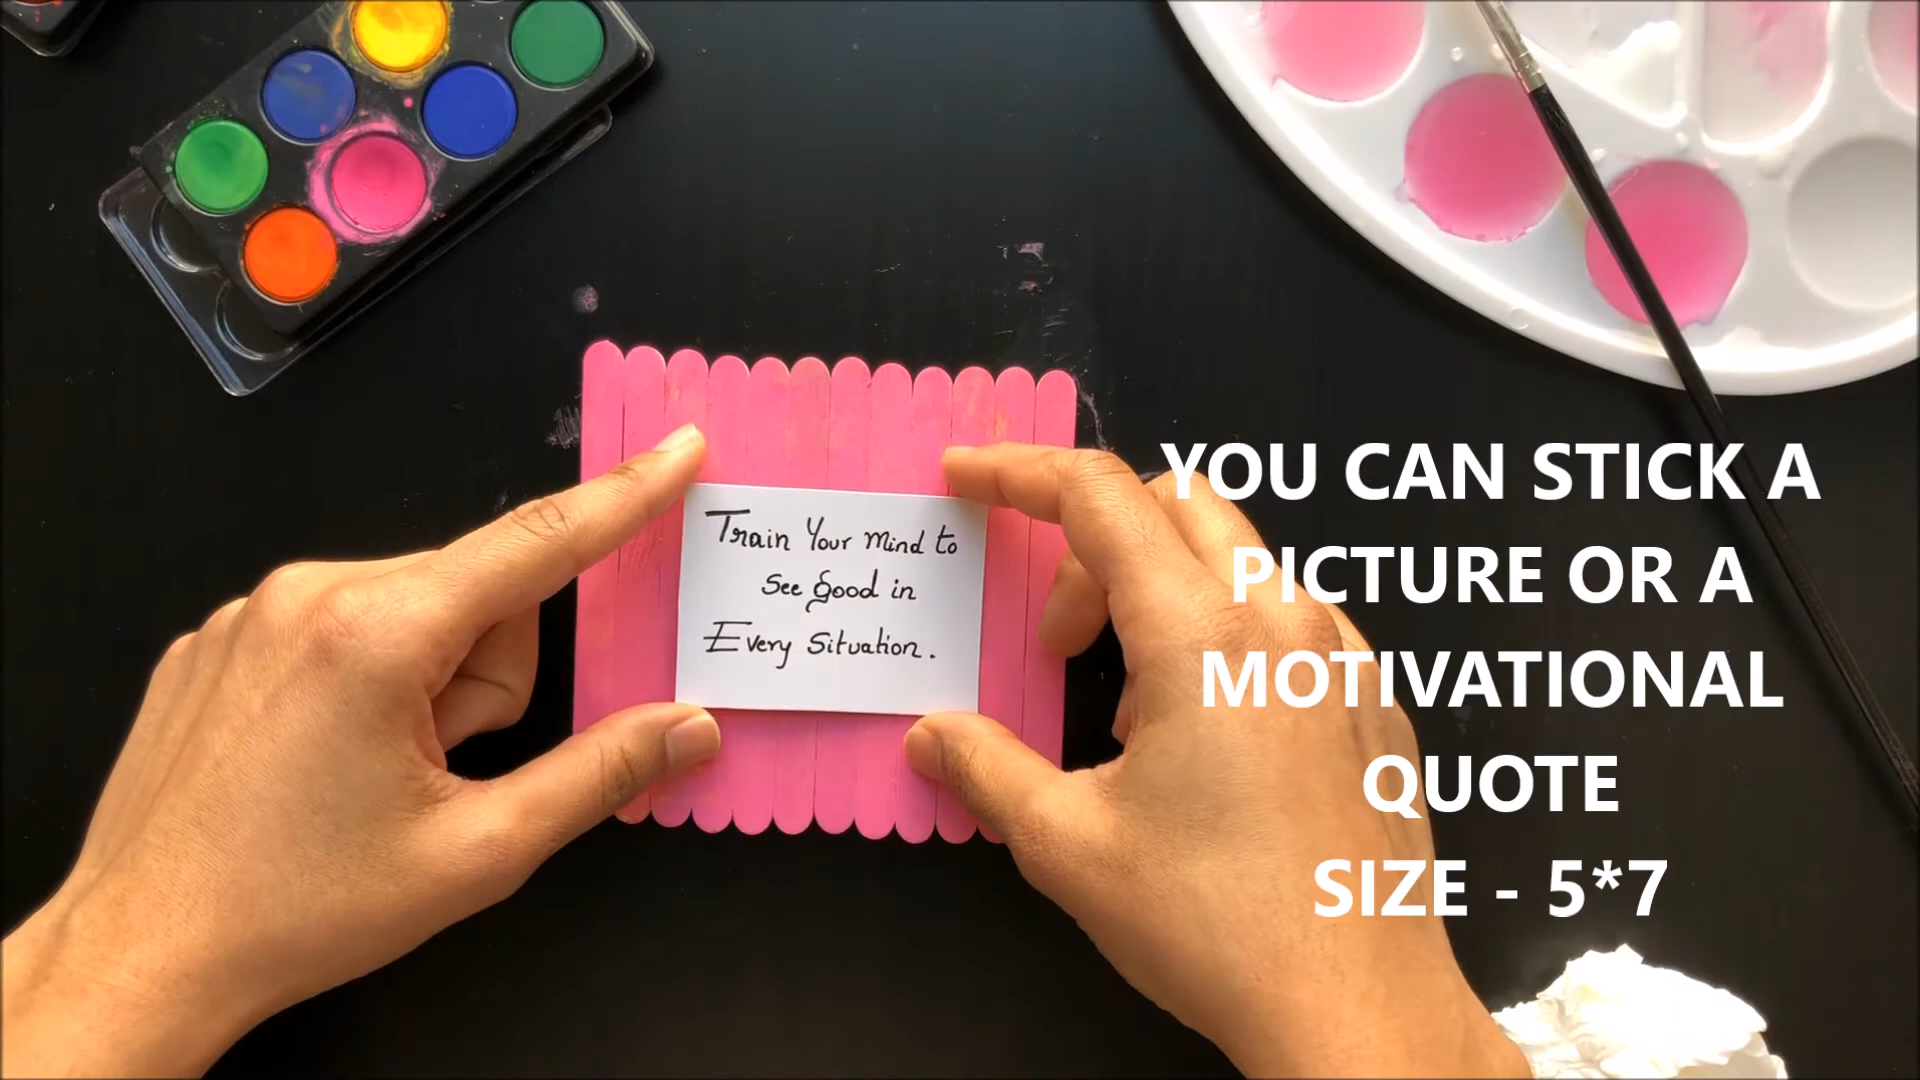 Train Your Mind to
See Good in
Every Situation.
YOU CAN STICK A
PICTURE OR A
MOTIVATIONAL
QUOTE
SIZE - 5*7